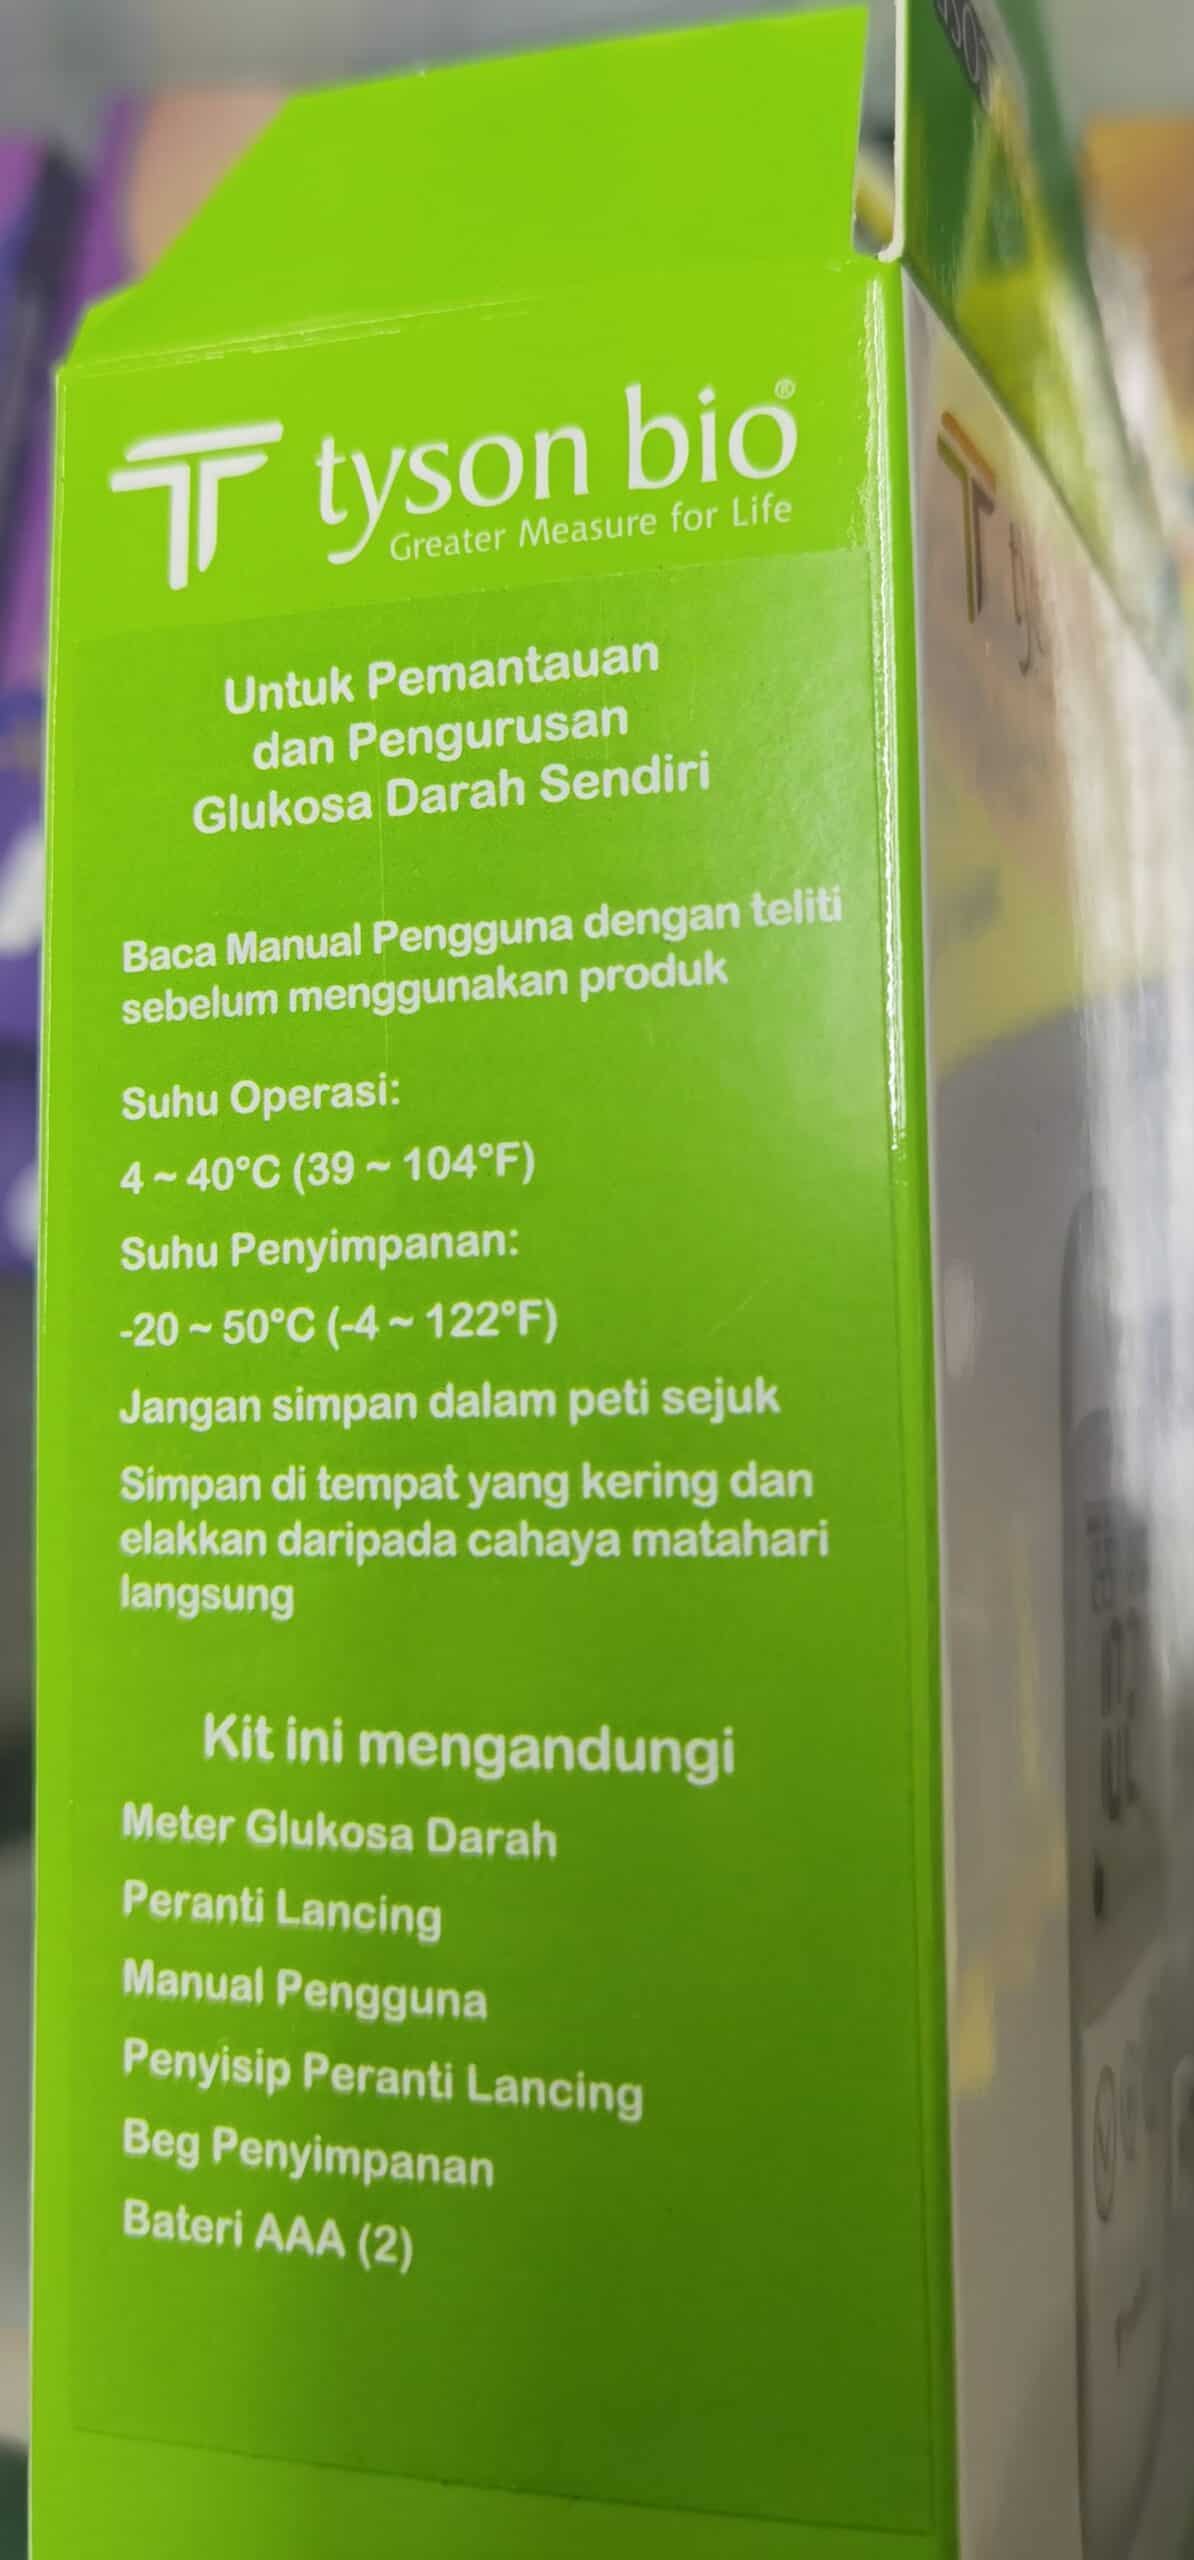 tyson bio®
Greater Measure for Life
Untuk Pemantauan
dan Pengurusan
Glukosa Darah Sendiri
Baca Manual Pengguna dengan teliti
sebelum menggunakan produk
Suhu Operasi:
4 ~ 40°C (39 ~ 104°F)
Suhu Penyimpanan:
-20 ~ 50°C (-4 ~ 122°F)
Jangan simpan dalam peti sejuk
Simpan di tempat yang kering dan
elakkan daripada cahaya matahari
langsung
Kit ini mengandungi
Meter Glukosa Darah
Peranti Lancing
Manual Pengguna
Penyisip Peranti Lancing
Beg Penyimpanan
Bateri AAA (2)